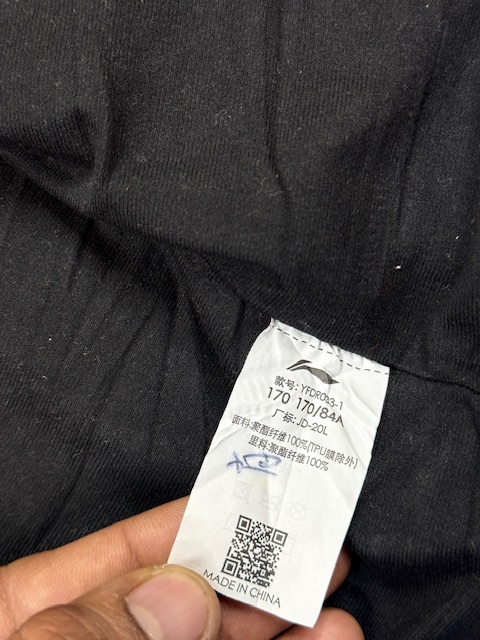 款号: YFDR043-1
170 170/84A
厂标: JD-20L
面料:聚酯纤维100%(TPU膜除外)
里料:聚酯纤维100%
MADE IN CHINA